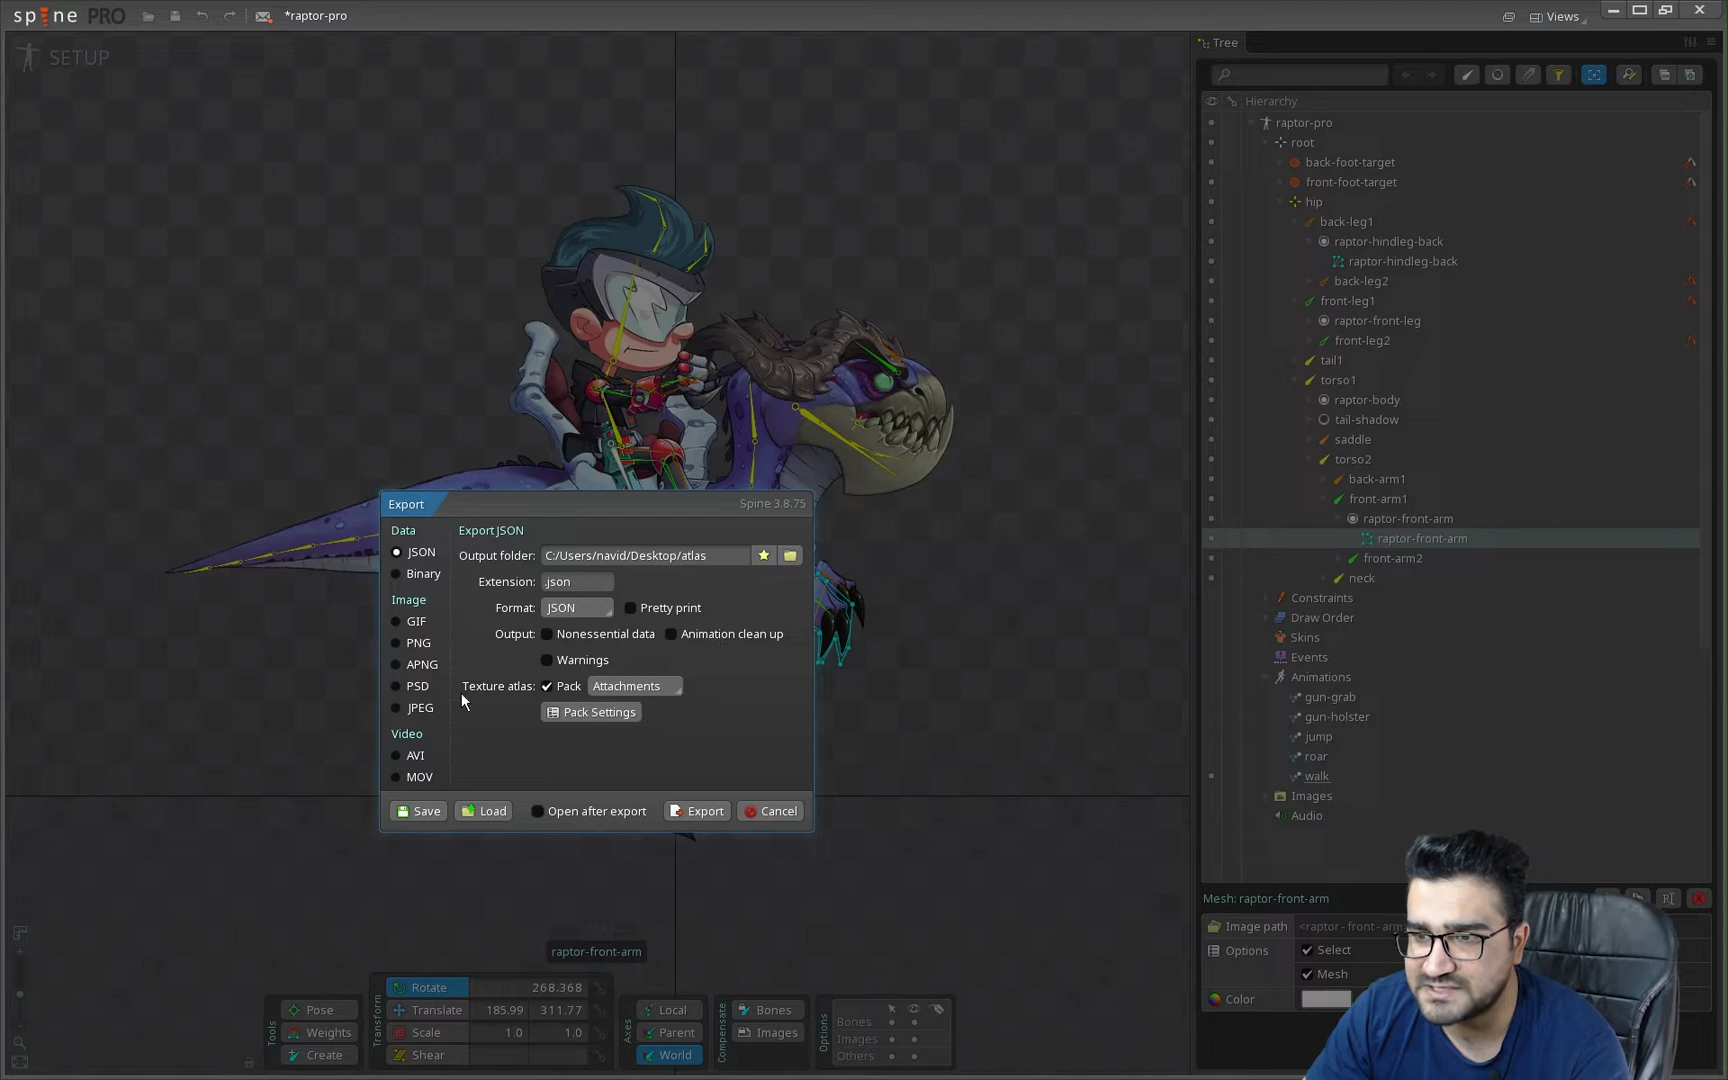 spine PRO
*raptor-pro
Views
SETUP
Tree
Hierarchy
raptor-pro
root
back-foot-target
front-foot-target
hip
back-leg1
raptor-hindleg-back
raptor-hindleg-back
back-leg2
front-leg1
raptor-front-leg
front-leg2
tail1
torso1
raptor-body
tail-shadow
saddle
torso2
back-arm1
front-arm1
raptor-front-arm
raptor-front-arm
front-arm2
neck
Constraints
Draw Order
Skins
Events
Animations
gun-grab
gun-holster
jump
roar
walk
Images
Audio
Export
Spine 3.8.75
Data
JSON
Binary
Image
GIF
PNG
APNG
PSD
JPEG
Video
AVI
MOV
Export JSON
Output folder: C:/Users/navid/Desktop/atlas
Extension: .json
Format: JSON Pretty print
Output: Nonessential data Animation clean up
Warnings
Texture atlas: Pack Attachments
Pack Settings
Save Load Open after export Export Cancel
Mesh: raptor-front-arm
Image path <raptor - front - arm
Options Select
Mesh
Color
raptor-front-arm
Tools
Pose
Weights
Create
Transform
Rotate 268.368
Translate 185.99 311.77
Scale 1.0 1.0
Shear
Axes
Local
Parent
World
Compensate
Bones
Images
Options
Bones
Images
Others